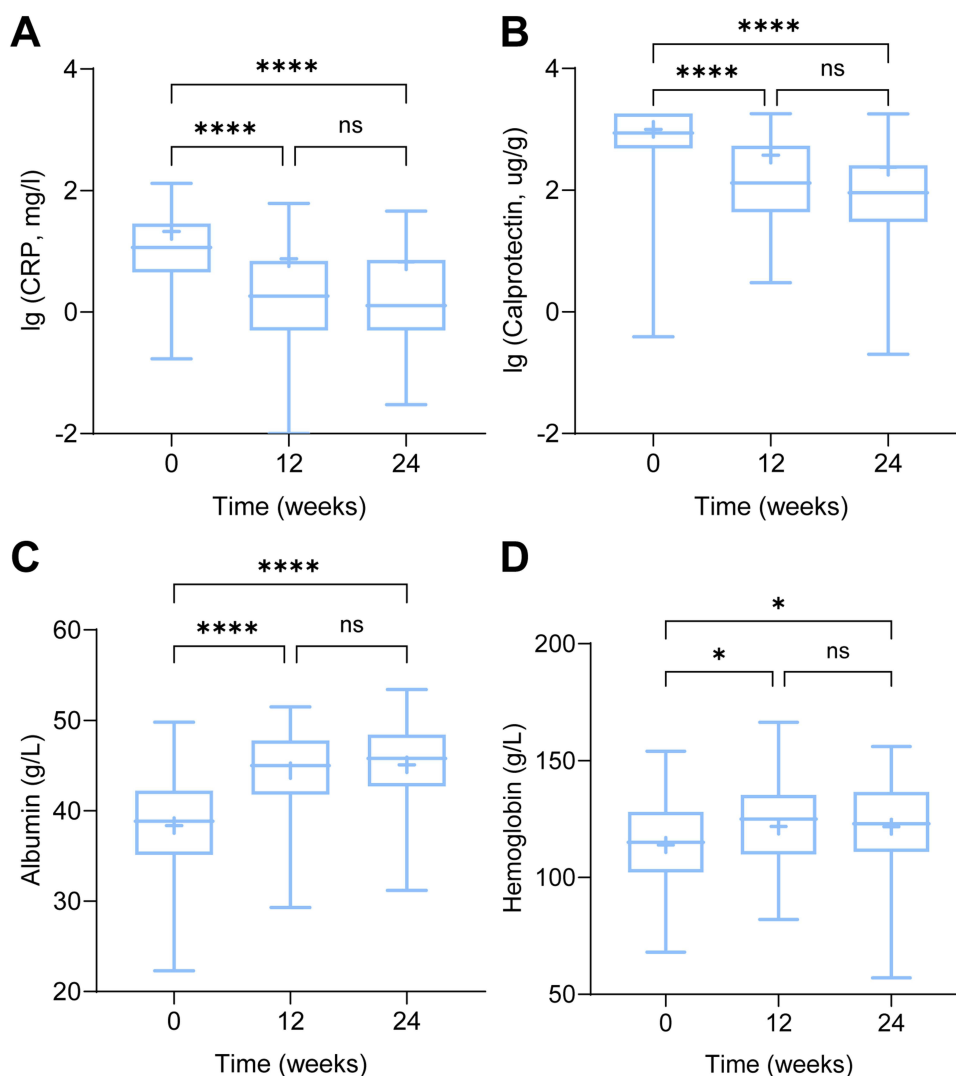 A
****
****
ns
4
2
0
-2
lg (CRP, mg/l)
0 12 24
Time (weeks)
B
****
****
ns
4
2
0
-2
lg (Calprotectin, ug/g)
0 12 24
Time (weeks)
C
****
****
ns
60
50
40
30
20
Albumin (g/L)
0 12 24
Time (weeks)
D
*
*
ns
200
150
100
50
Hemoglobin (g/L)
0 12 24
Time (weeks)